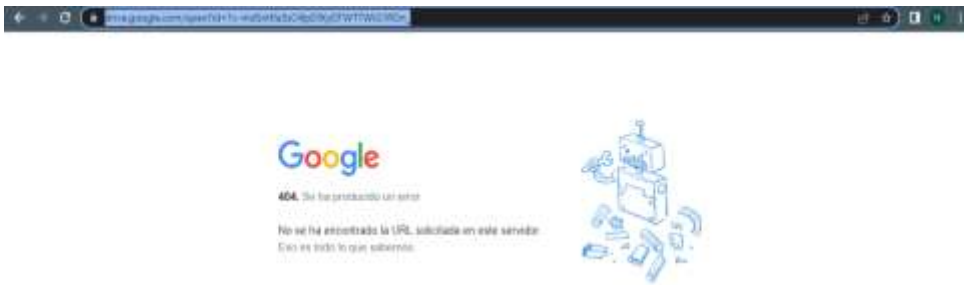 Google
404. Se ha producido un error
No se ha encontrado la URL solicitada en este servidor.
Eso es todo lo que sabemos.